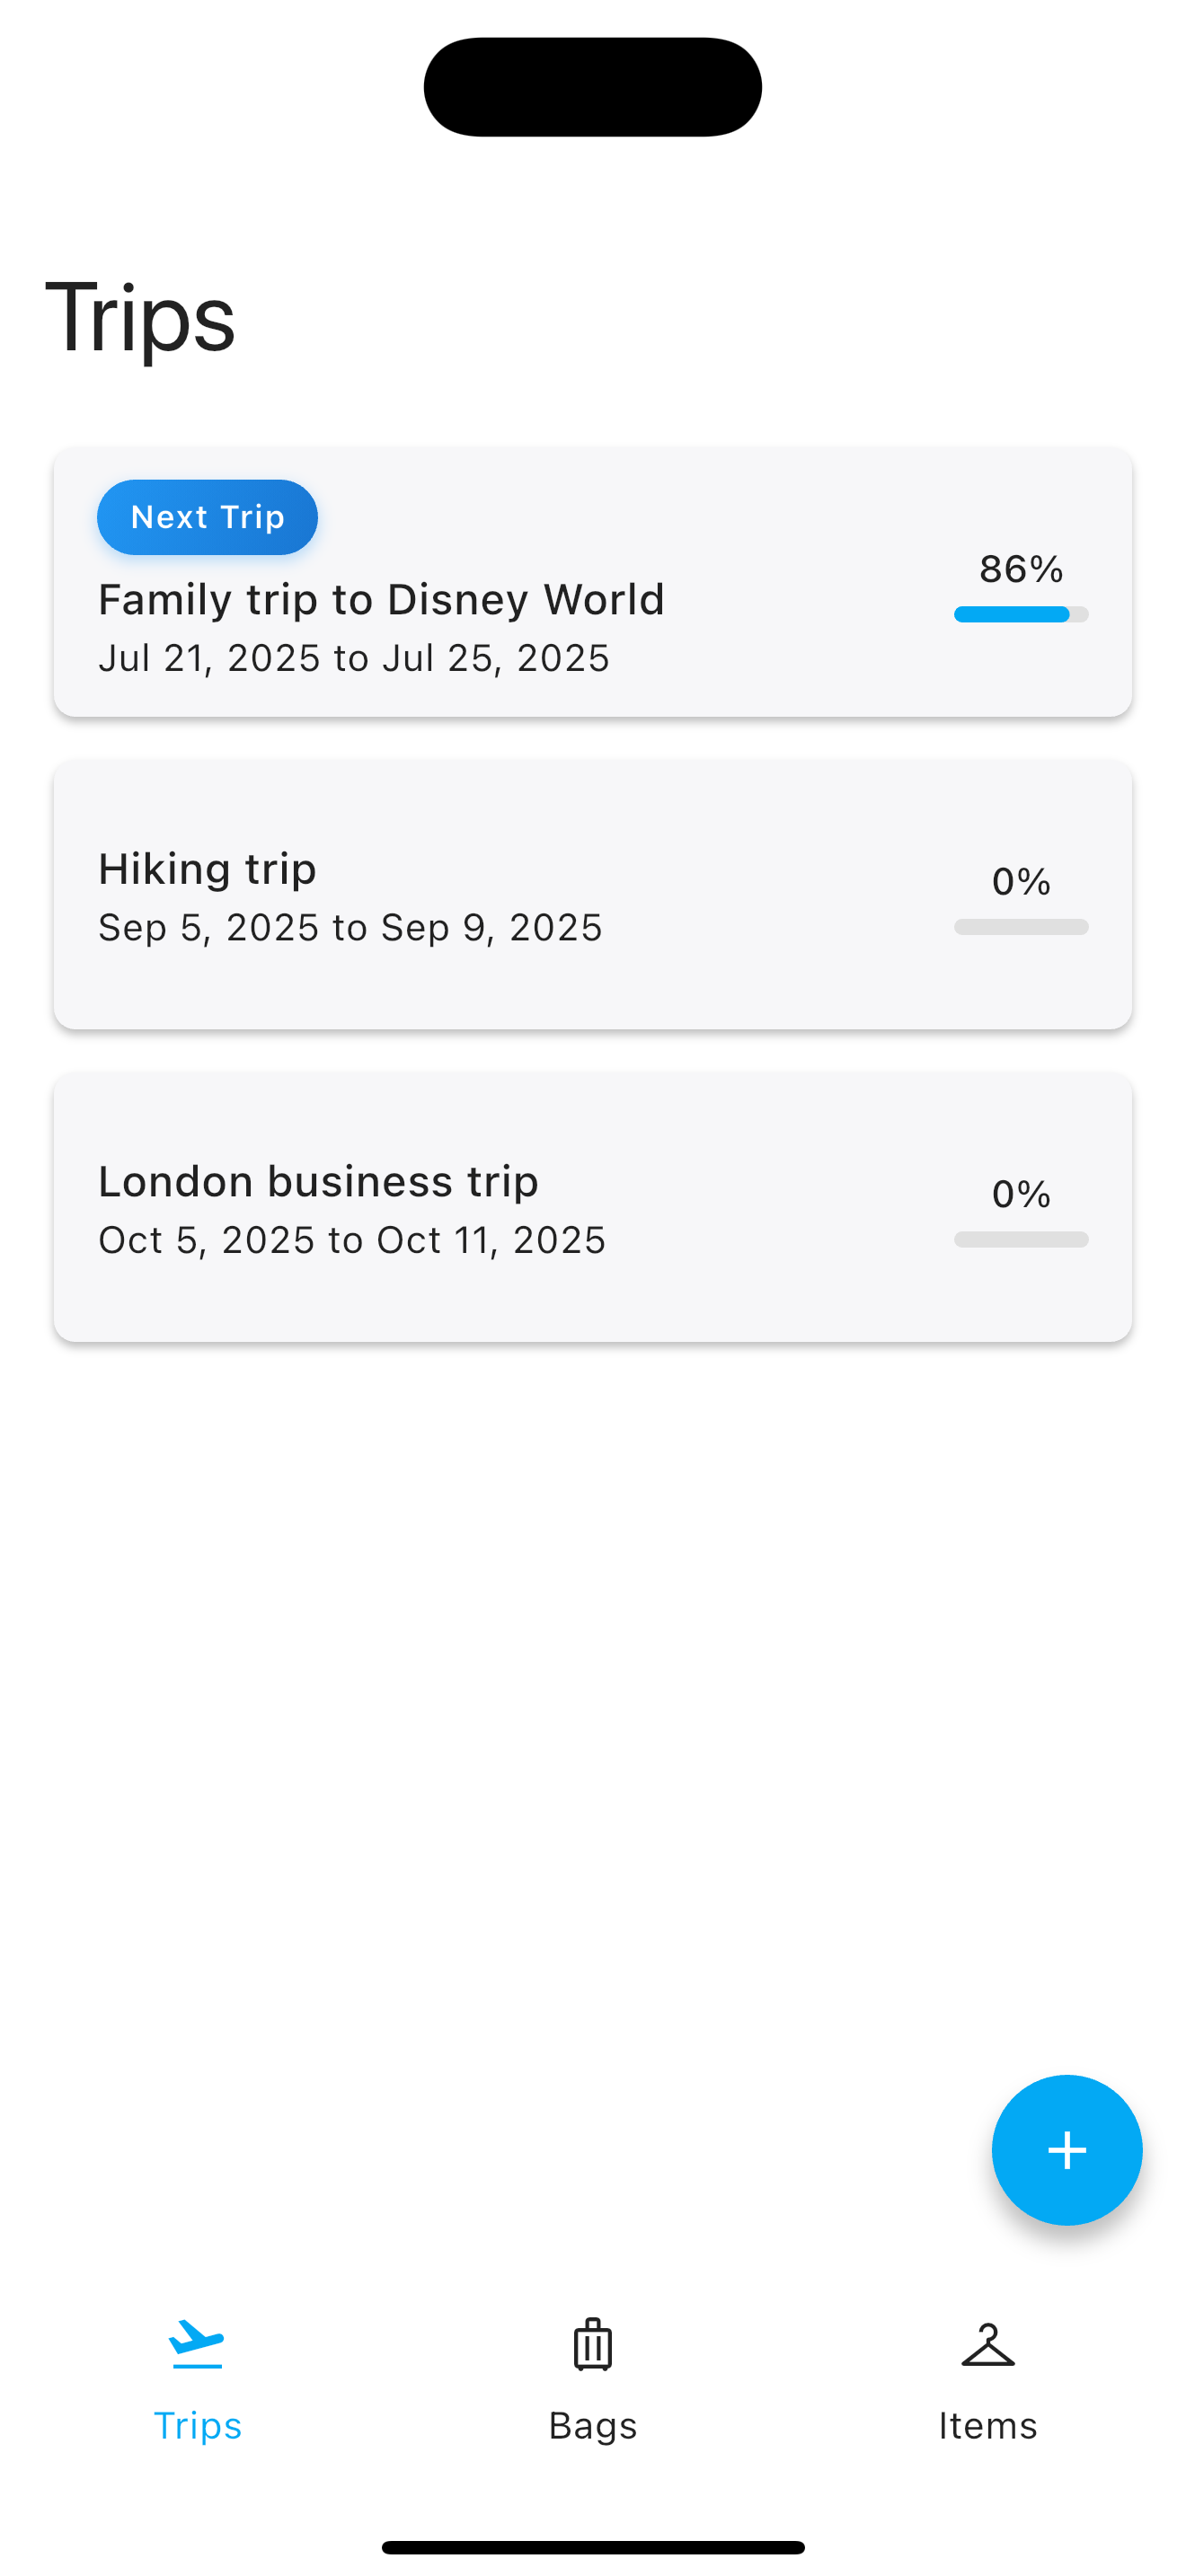 Trips
Next Trip
Family trip to Disney World
Jul 21, 2025 to Jul 25, 2025
86%
Hiking trip
Sep 5, 2025 to Sep 9, 2025
0%
London business trip
Oct 5, 2025 to Oct 11, 2025
0%
+
Trips
Bags
Items